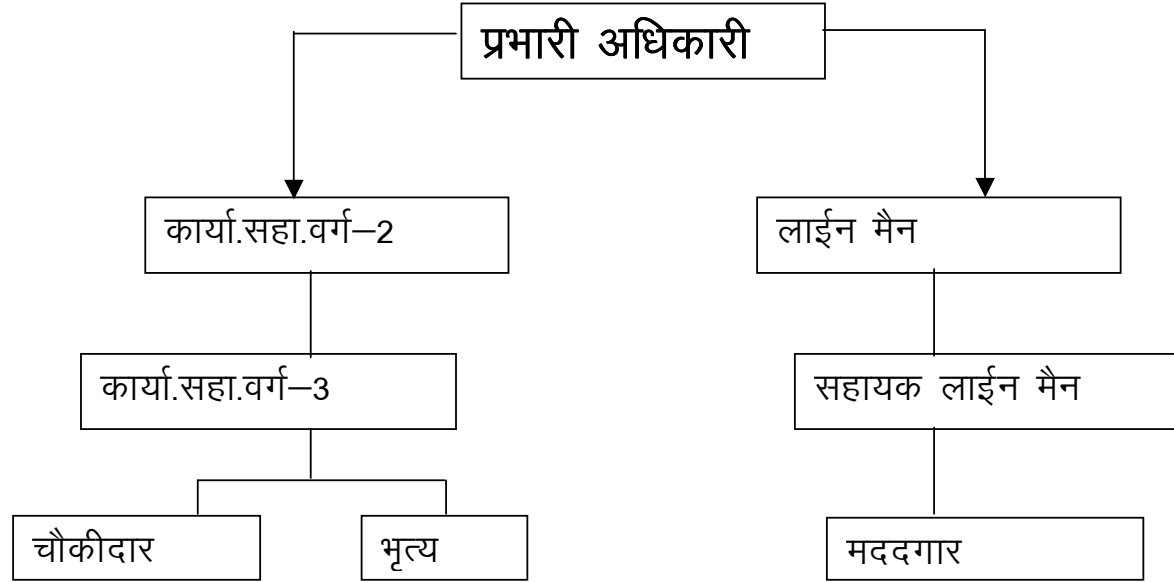 प्रभारी अधिकारी
कार्या.सहा.वर्ग–2
लाईन मैन
कार्या.सहा.वर्ग–3
सहायक लाईन मैन
चौकीदार
भृत्य
मददगार